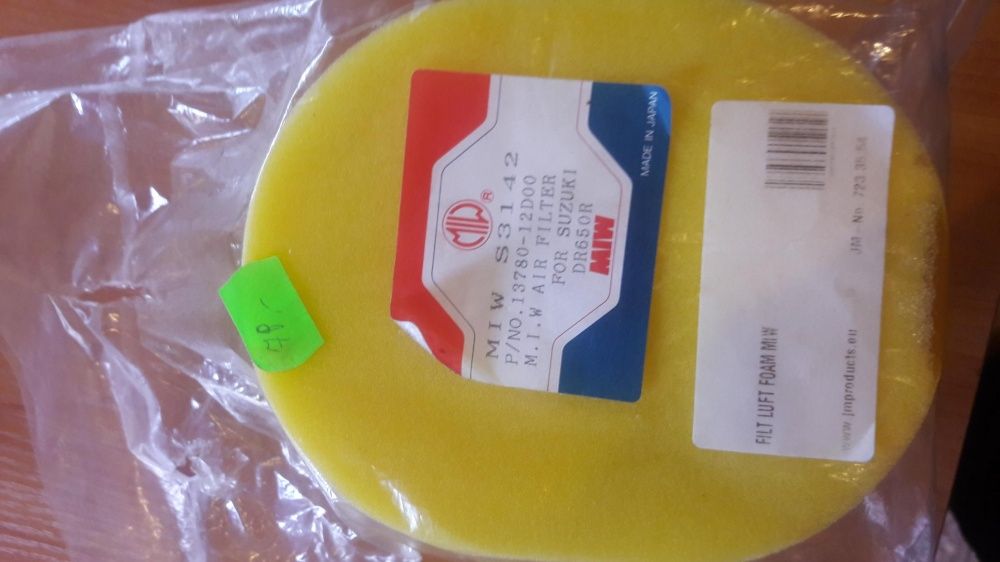 MIW
®
MIW S3142
P/NO.13780-12D00
M.I.W AIR FILTER
FOR SUZUKI
DR650R
MIW
MADE IN JAPAN
FILT LUFT FOAM MIW
www.jmproducts.eu
JM - No 723 35 54
48,-